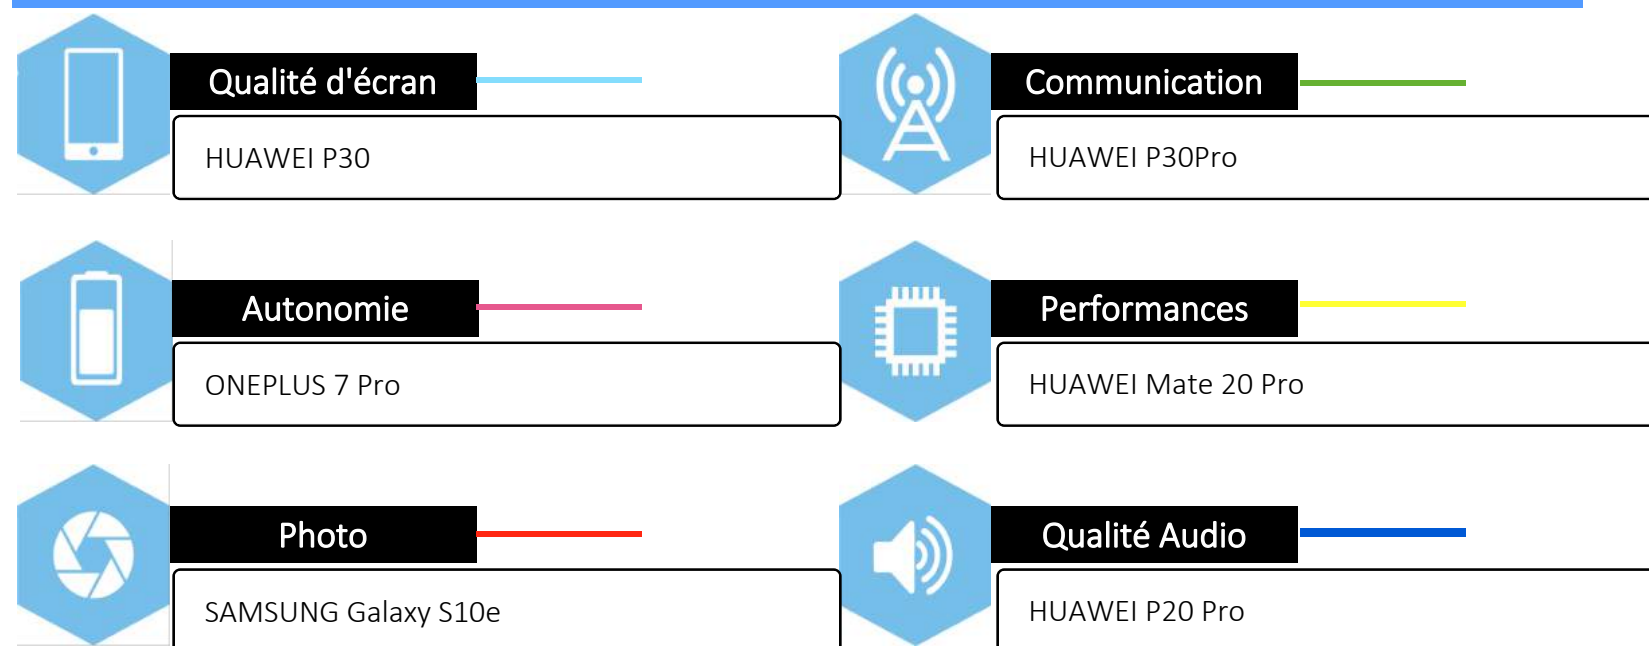 Qualité d'écran
HUAWEI P30
Communication
HUAWEI P30Pro
Autonomie
ONEPLUS 7 Pro
Performances
HUAWEI Mate 20 Pro
Photo
SAMSUNG Galaxy S10e
Qualité Audio
HUAWEI P20 Pro